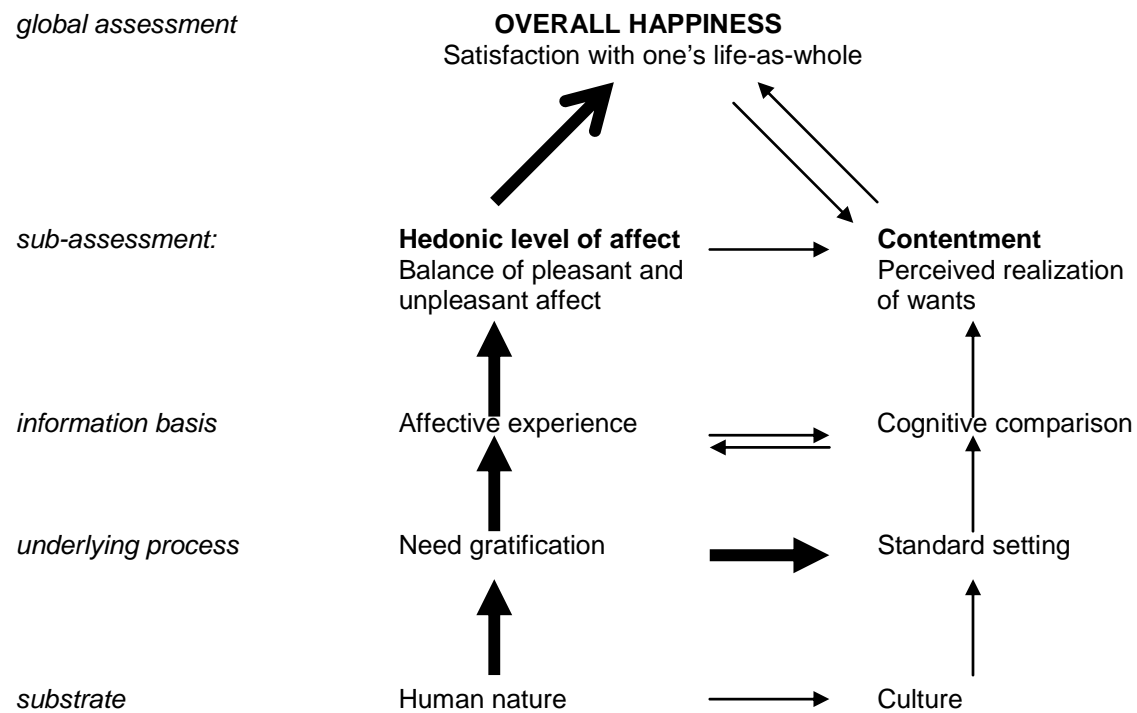 global assessment OVERALL HAPPINESS
Satisfaction with one’s life-as-whole
sub-assessment: Hedonic level of affect Contentment
Balance of pleasant and Perceived realization
unpleasant affect of wants
information basis Affective experience Cognitive comparison
underlying process Need gratification Standard setting
substrate Human nature Culture